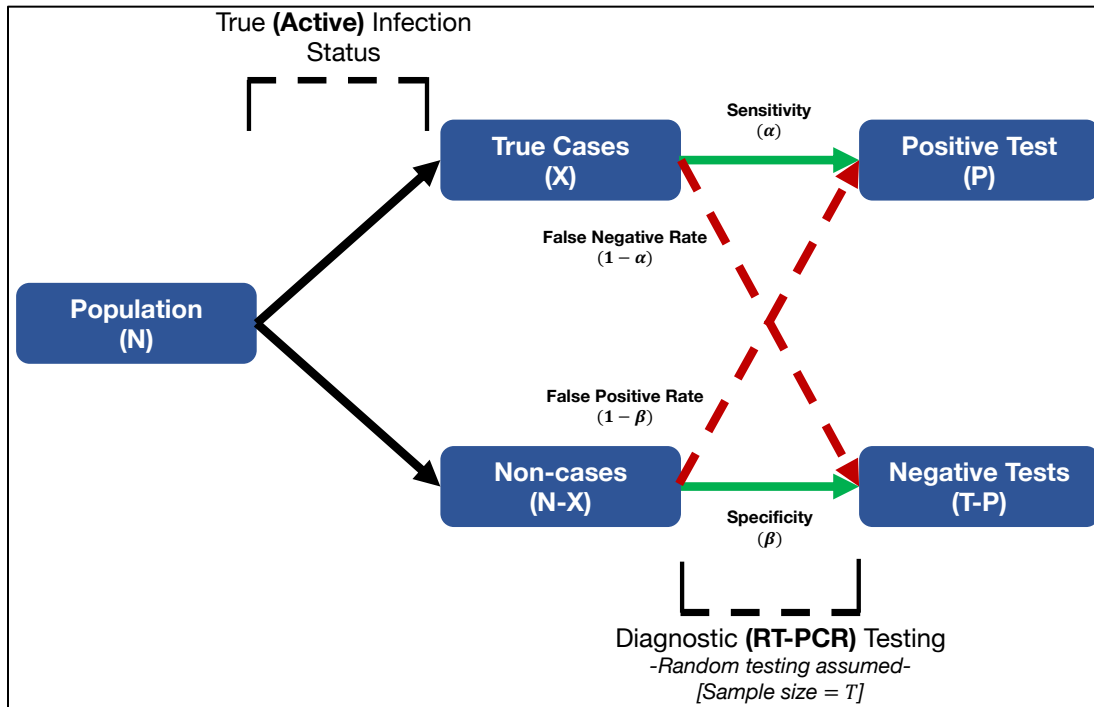 True (Active) Infection
Status
Sensitivity
(α)
True Cases
(X)
Positive Test
(P)
False Negative Rate
(1 − α)
Population
(N)
False Positive Rate
(1 − β)
Non-cases
(N-X)
Negative Tests
(T-P)
Specificity
(β)
Diagnostic (RT-PCR) Testing
-Random testing assumed-
[Sample size = T]